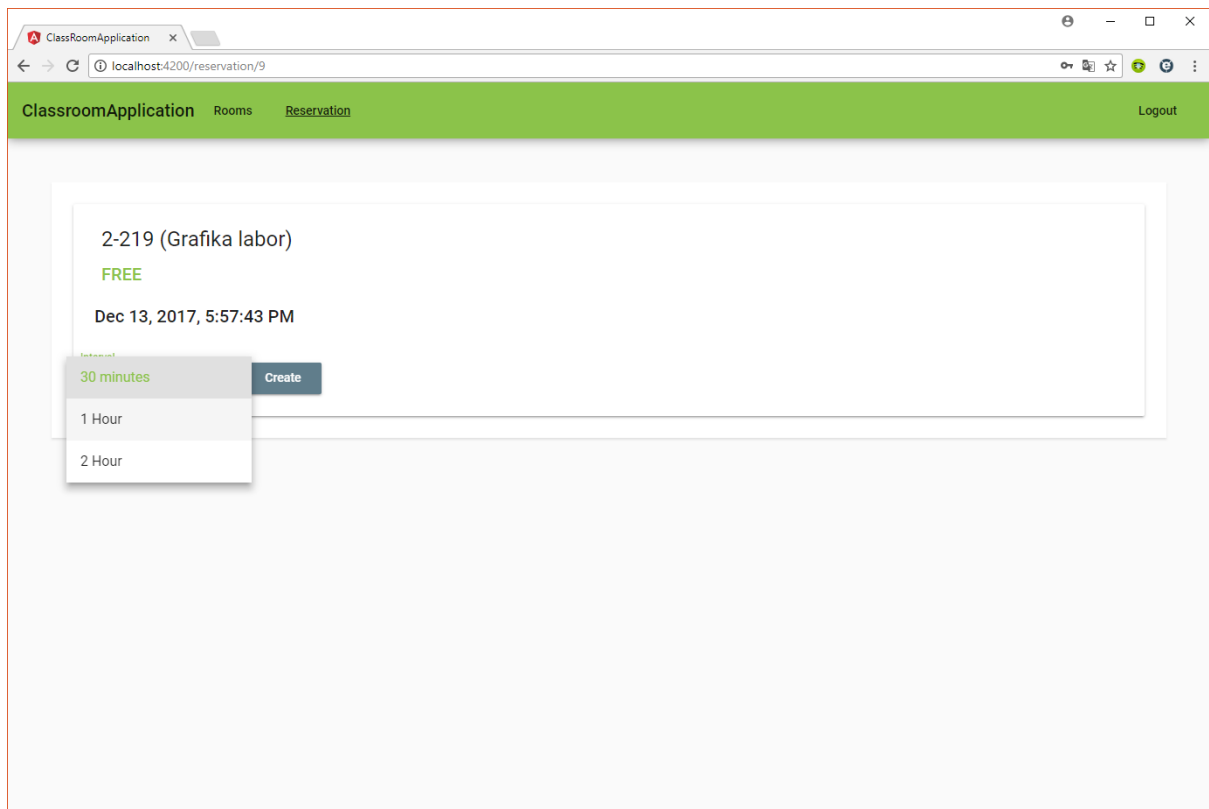 ClassRoomApplication
localhost:4200/reservation/9
ClassroomApplication Rooms Reservation Logout
2-219 (Grafika labor)
FREE
Dec 13, 2017, 5:57:43 PM
Interval
30 minutes Create
1 Hour
2 Hour